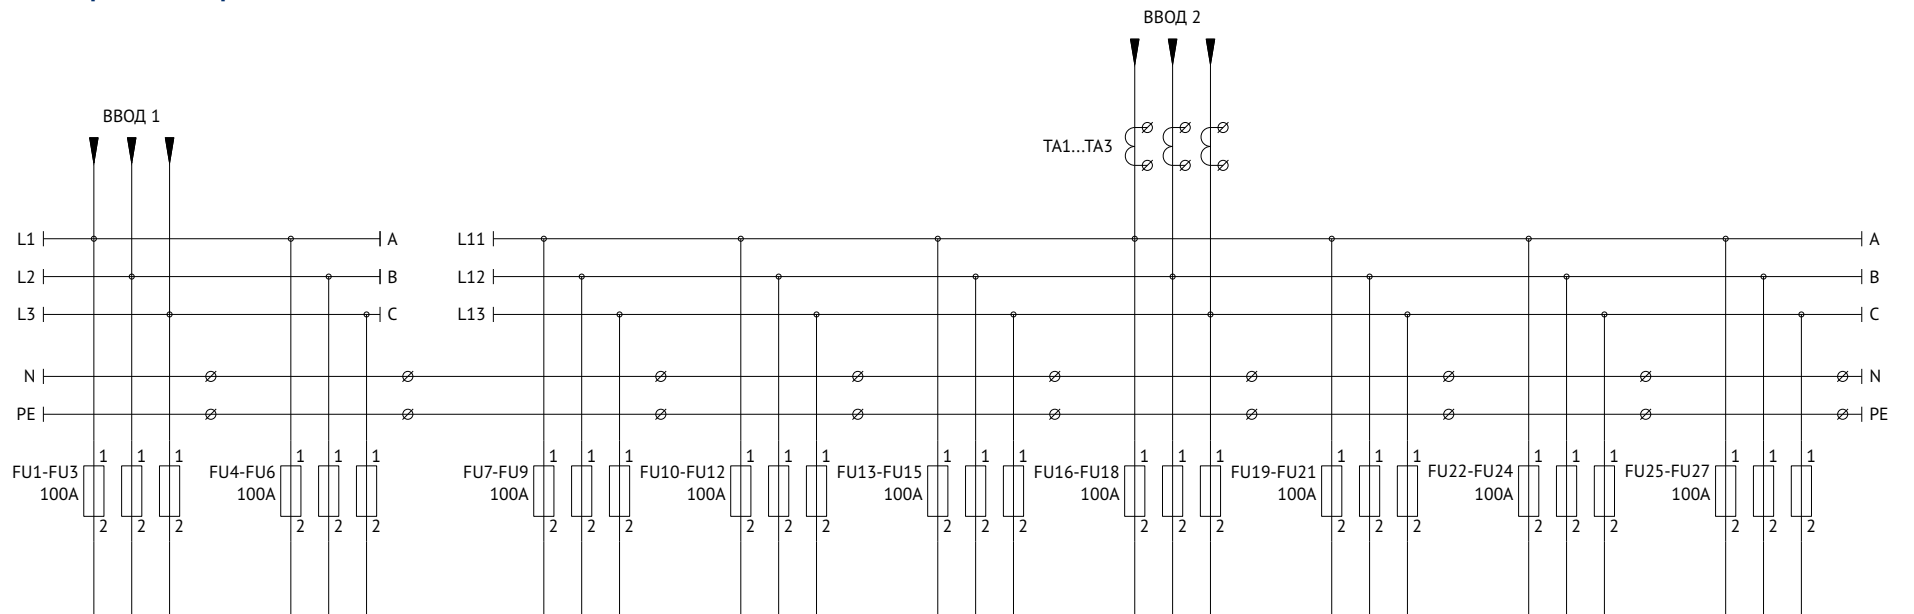 ВВОД 2
ВВОД 1
TA1...TA3
L1 A L11 A
L2 B L12 B
L3 C L13 C
N N
PE PE
1 1 1 1 1 1 1 1 1 1 1 1 1 1 1 1 1 1 1 1 1 1 1 1 1 1 1
FU1-FU3 FU4-FU6 FU7-FU9 FU10-FU12 FU13-FU15 FU16-FU18 FU19-FU21 FU22-FU24 FU25-FU27
100A 100A 100A 100A 100A 100A 100A 100A 100A
2 2 2 2 2 2 2 2 2 2 2 2 2 2 2 2 2 2 2 2 2 2 2 2 2 2 2